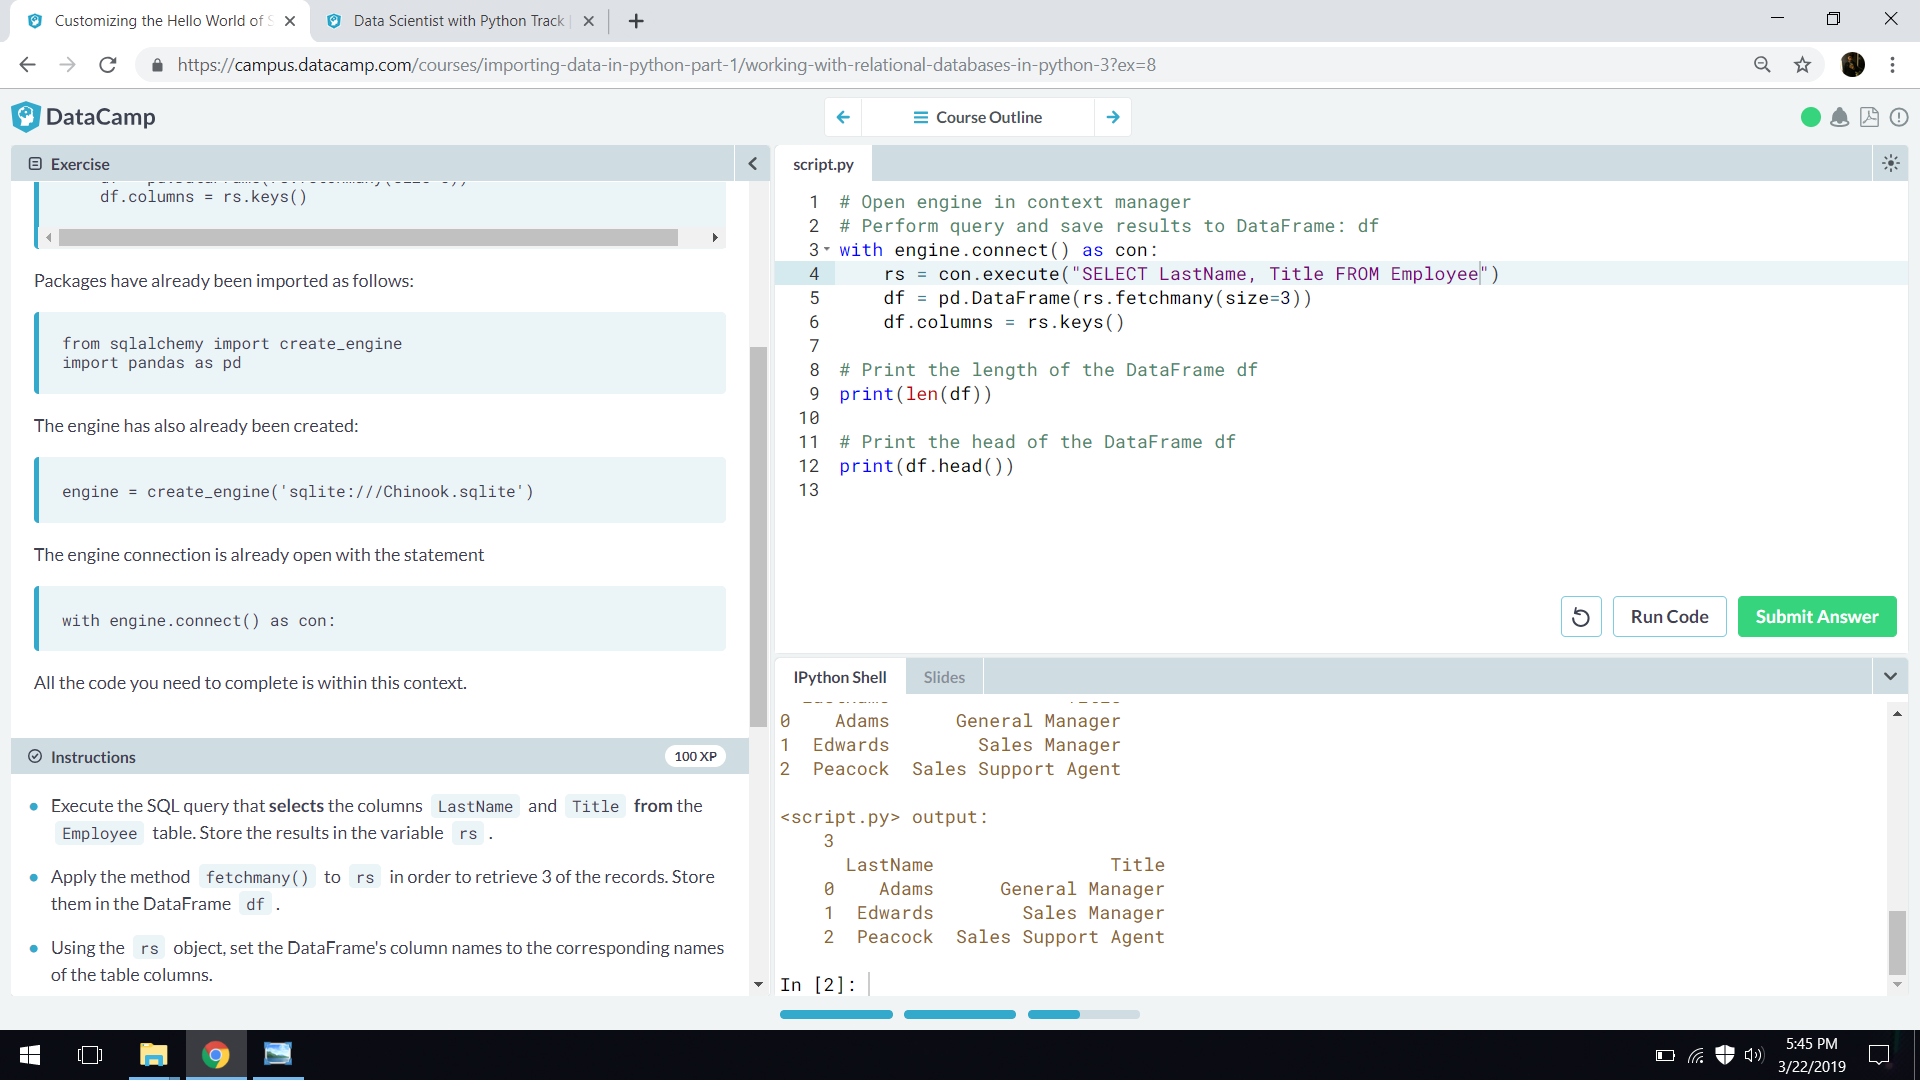 Customizing the Hello World of S
Data Scientist with Python Track
https://campus.datacamp.com/courses/importing-data-in-python-part-1/working-with-relational-databases-in-python-3?ex=8
DataCamp
Course Outline
Exercise
df.columns = rs.keys()
Packages have already been imported as follows:
from sqlalchemy import create_engine
import pandas as pd
The engine has also already been created:
engine = create_engine('sqlite:///Chinook.sqlite')
The engine connection is already open with the statement
with engine.connect() as con:
All the code you need to complete is within this context.
Instructions
100 XP
Execute the SQL query that selects the columns LastName and Title from the
Employee table. Store the results in the variable rs .
Apply the method fetchmany() to rs in order to retrieve 3 of the records. Store
them in the DataFrame df .
Using the rs object, set the DataFrame's column names to the corresponding names
of the table columns.
script.py
1 # Open engine in context manager
2 # Perform query and save results to DataFrame: df
3 with engine.connect() as con:
4 rs = con.execute("SELECT LastName, Title FROM Employee")
5 df = pd.DataFrame(rs.fetchmany(size=3))
6 df.columns = rs.keys()
7
8 # Print the length of the DataFrame df
9 print(len(df))
10
11 # Print the head of the DataFrame df
12 print(df.head())
13
Run Code
Submit Answer
IPython Shell
Slides
0 Adams General Manager
1 Edwards Sales Manager
2 Peacock Sales Support Agent
<script.py> output:
3
LastName Title
0 Adams General Manager
1 Edwards Sales Manager
2 Peacock Sales Support Agent
In [2]:
5:45 PM
3/22/2019